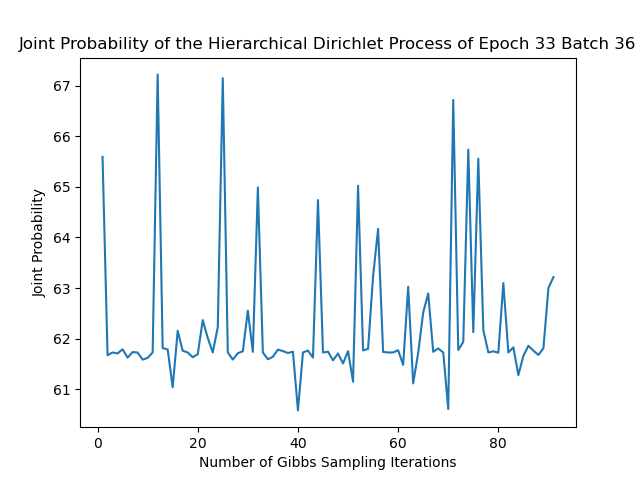 Joint Probability of the Hierarchical Dirichlet Process of Epoch 33 Batch 36
67
66
65
64
63
62
61
Joint Probability
0 20 40 60 80
Number of Gibbs Sampling Iterations